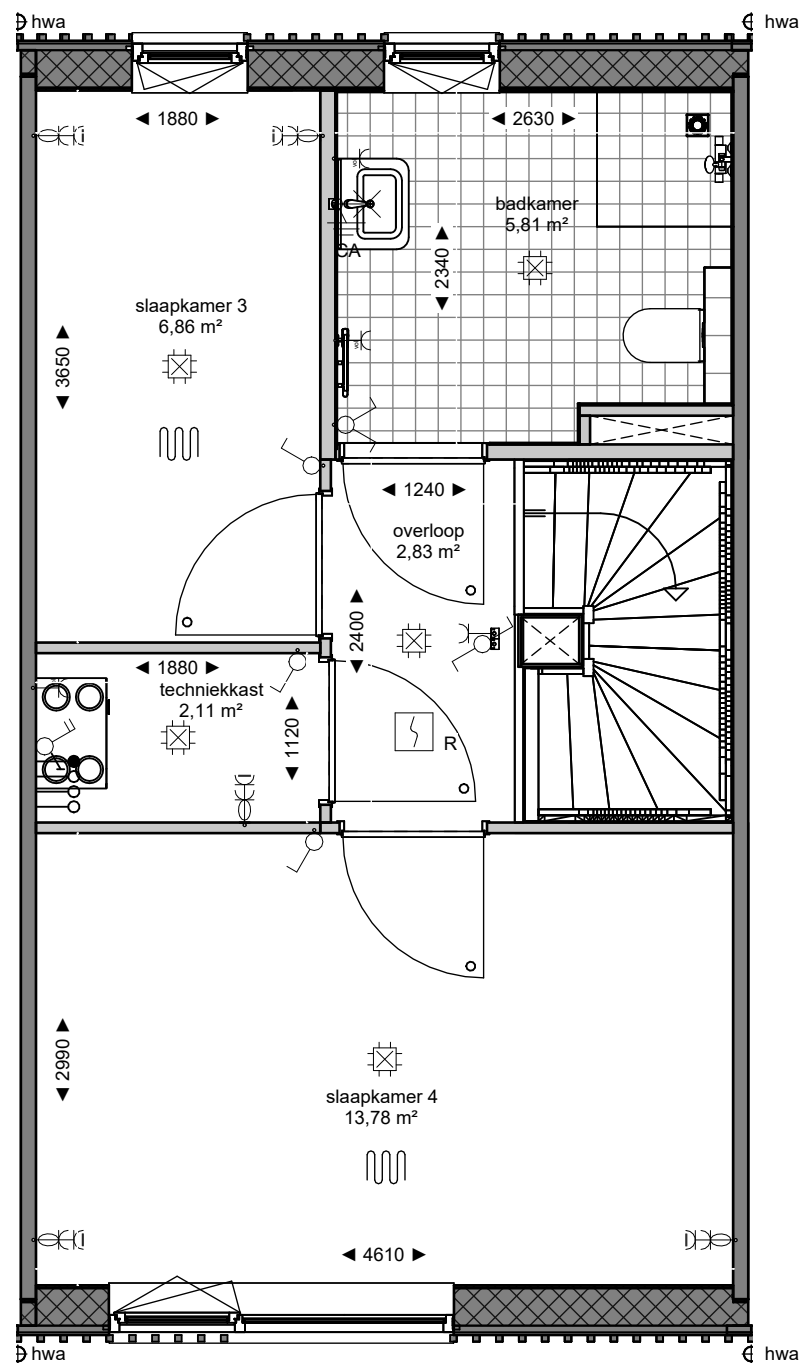 hwa hwa
◄ 1880 ► ◄ 2630 ►
badkamer
5,81 m²
CA
2340
slaapkamer 3
6,86 m²
3650
◄ 1240 ►
overloop
2,83 m²
2400
◄ 1880 ►
techniekkast
2,11 m²
1120
R
2990
slaapkamer 4
13,78 m²
◄ 4610 ►
hwa hwa